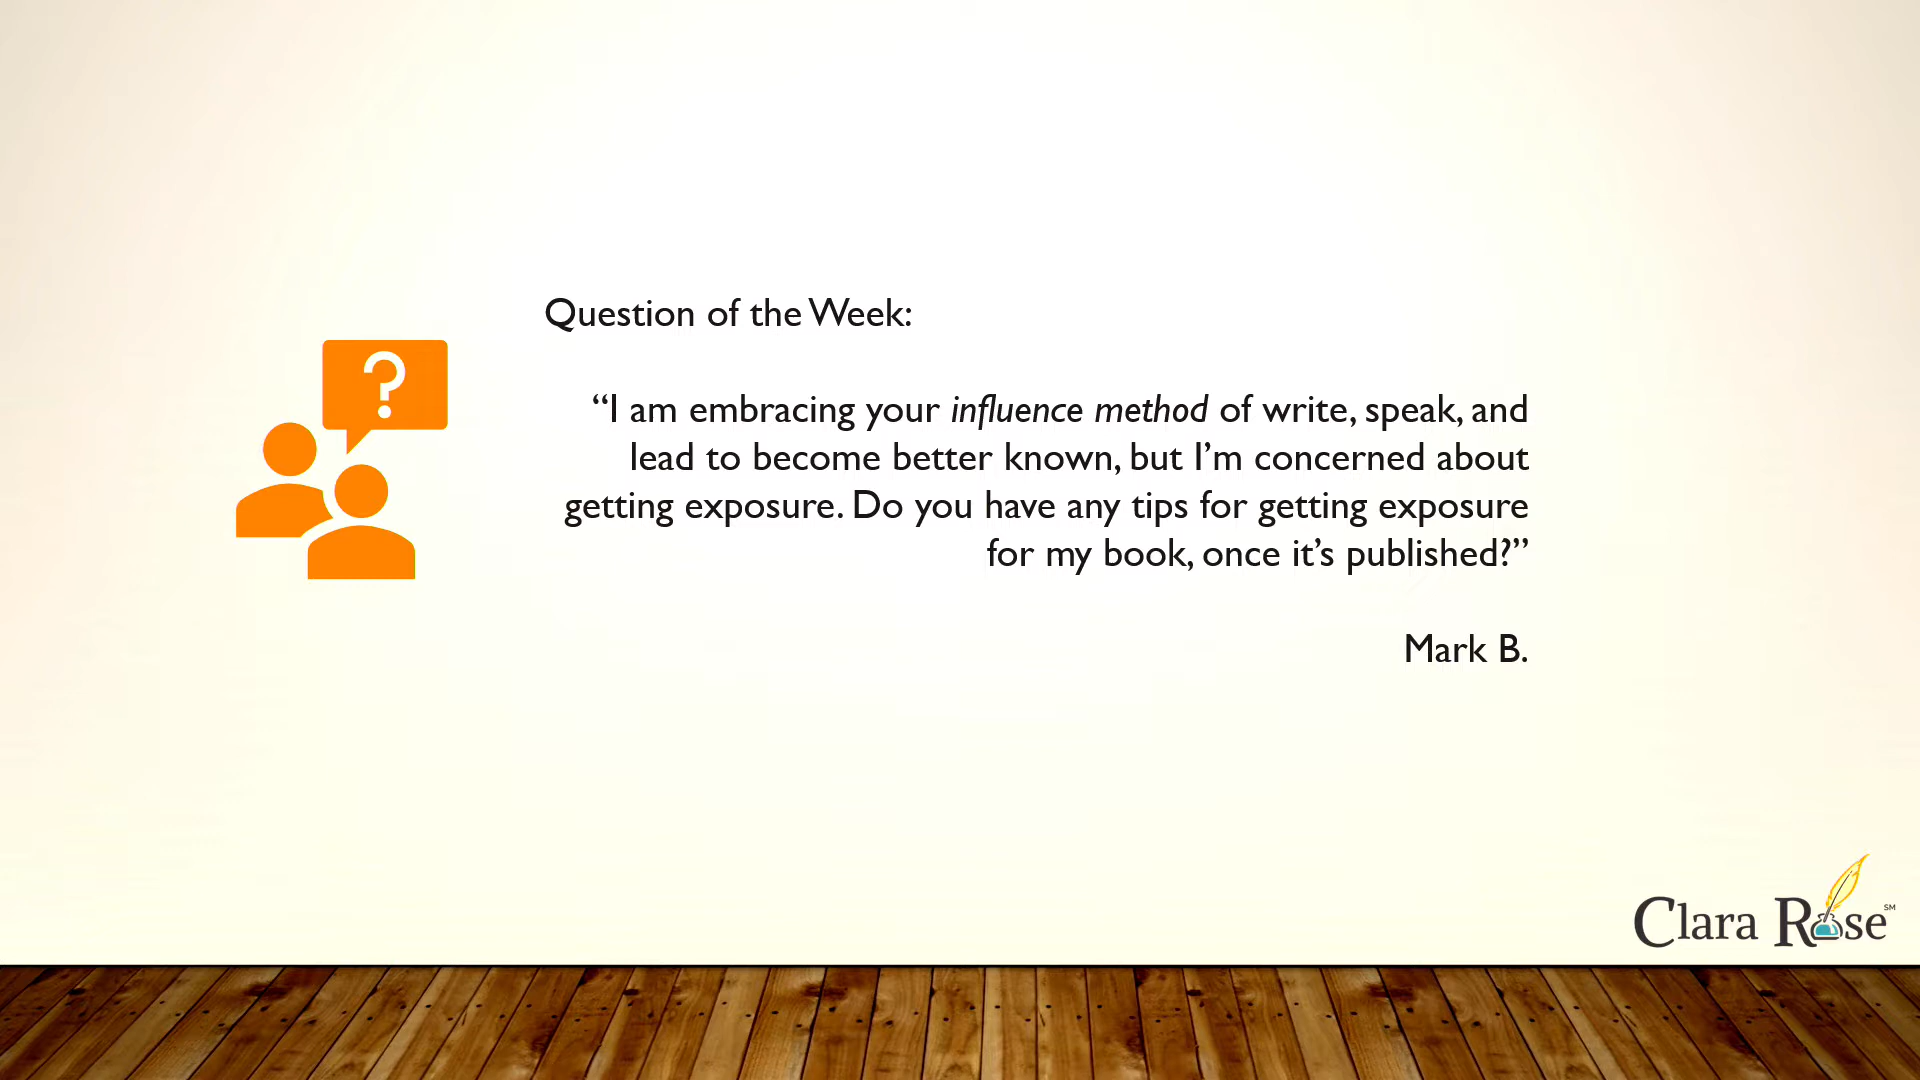 Question of the Week:
“I am embracing your influence method of write, speak, and
lead to become better known, but I’m concerned about
getting exposure. Do you have any tips for getting exposure
for my book, once it’s published?”
Mark B.
?
Clara Rose℠